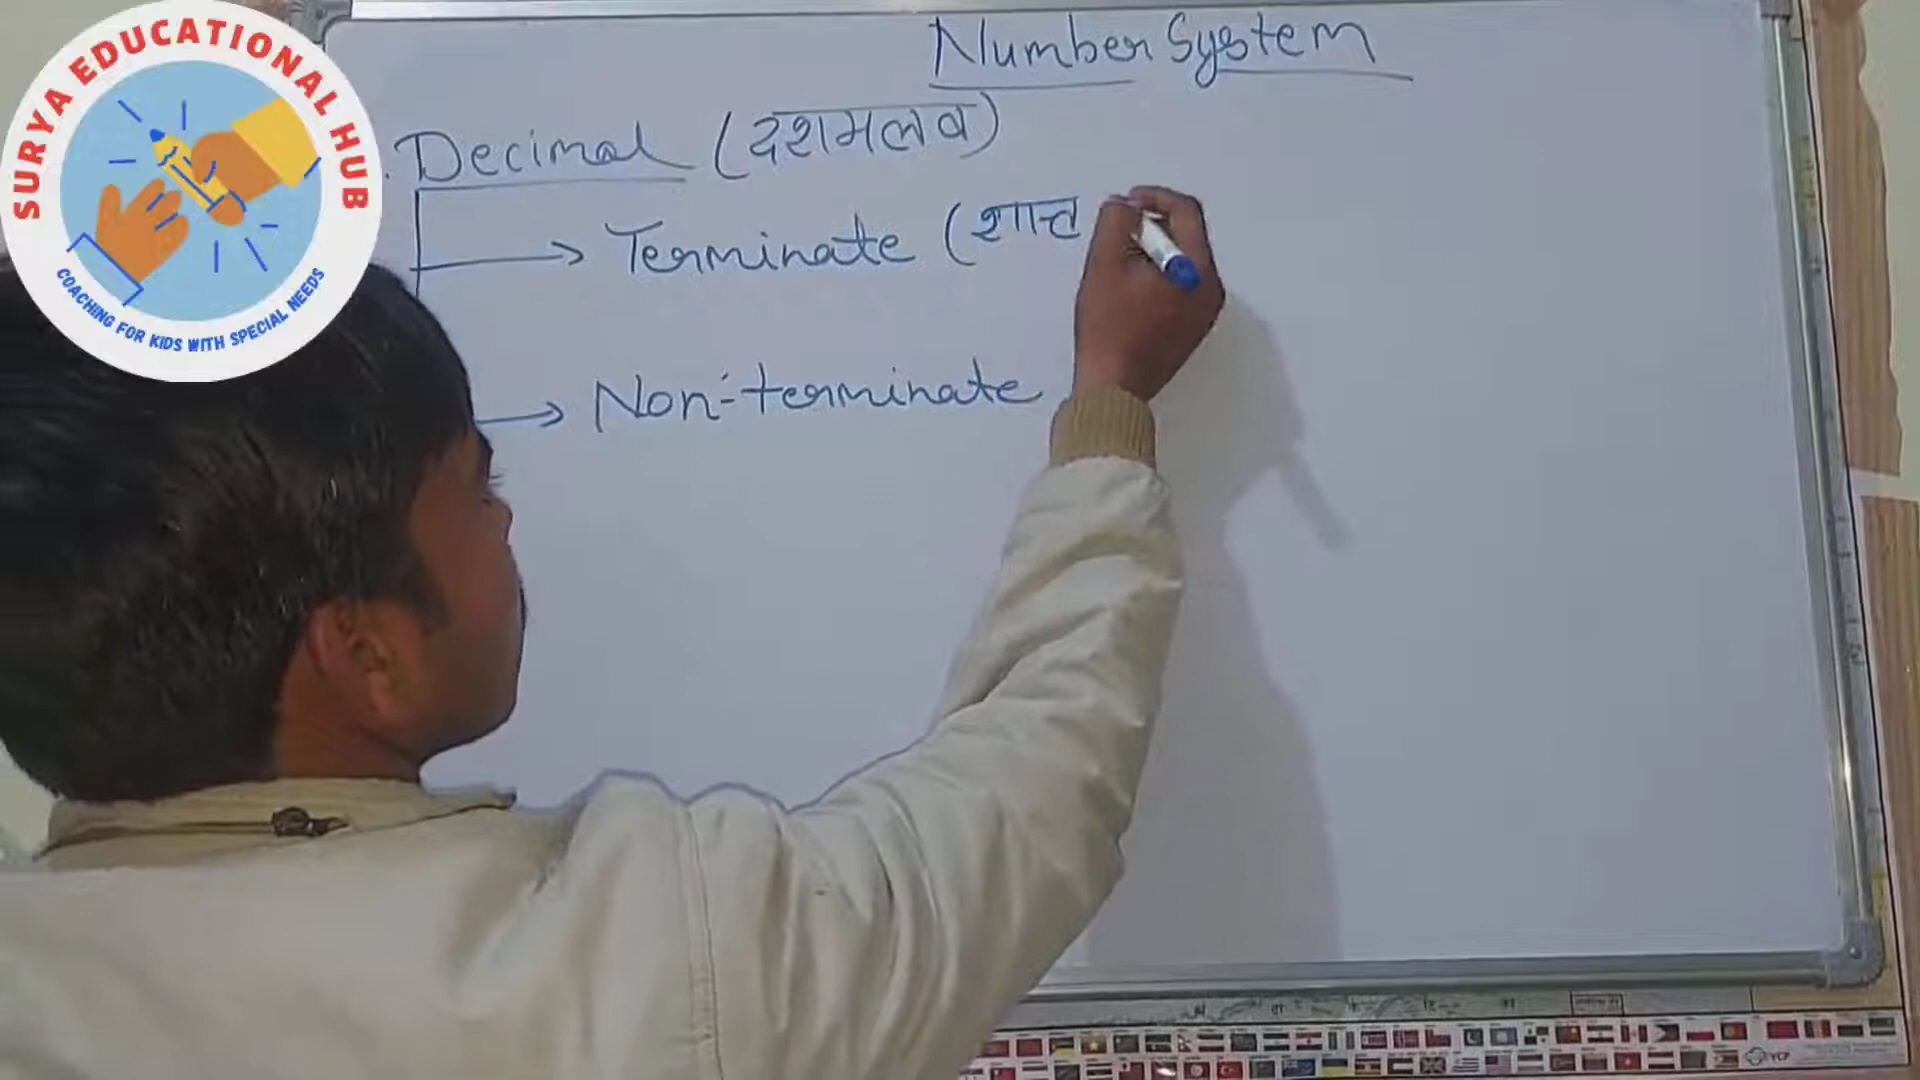 SURYA EDUCATIONAL HUB
COACHING FOR KIDS WITH SPECIAL NEEDS
Number System
Decimal (दशमलव)
Terminate (शान्त
Non-terminate